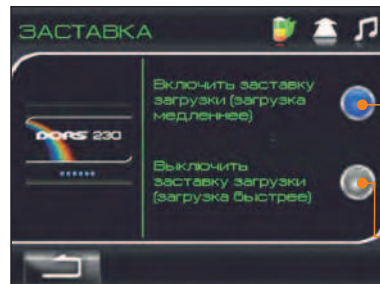 ЗАСТАВКА
Включить заставку
загрузки (загрузка
медленнее)
DORS 230
Выключить
заставку загрузки
(загрузка быстрее)